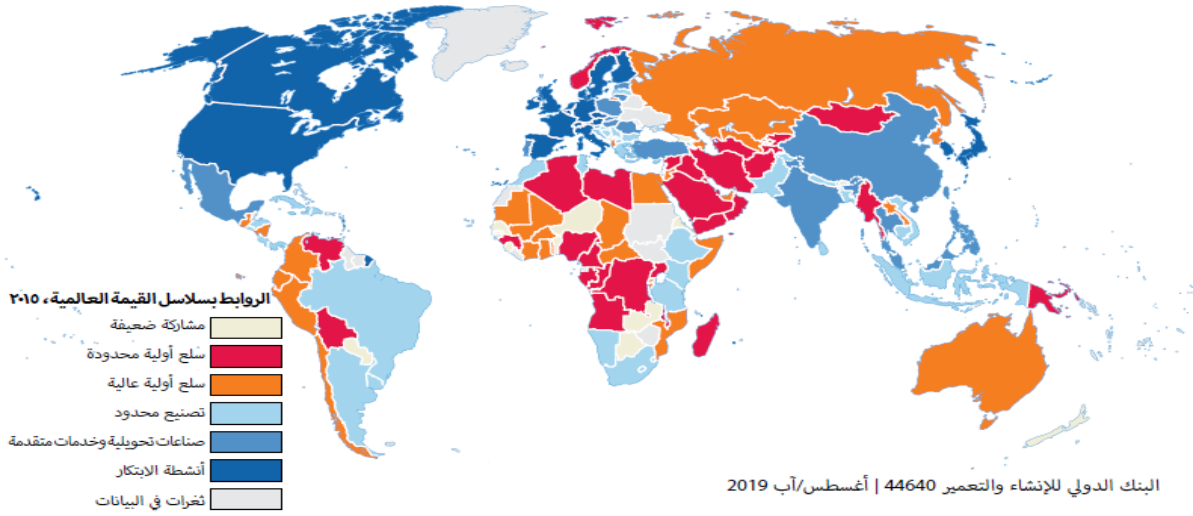 الروابط بسلاسل القيمة العالمية، ٢٠١٥
مشاركة ضعيفة
سلع أولية محدودة
سلع أولية عالية
تصنيع محدود
صناعات تحويلية وخدمات متقدمة
أنشطة الابتكار
ثغرات في البيانات
البنك الدولي للإنشاء والتعمير 44640 | أغسطس/آب 2019